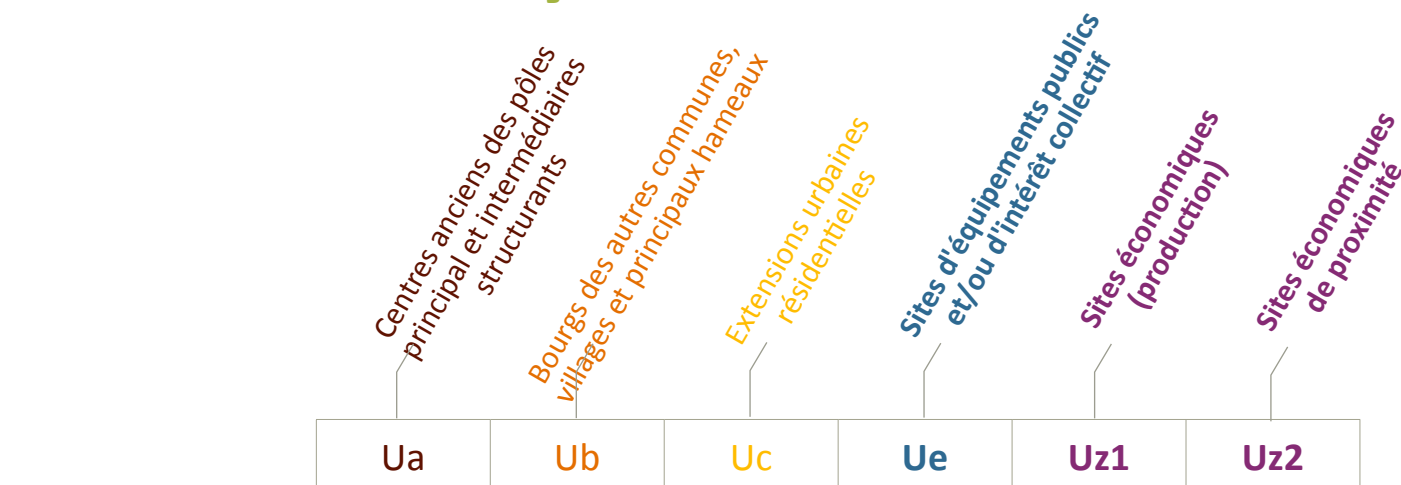 Centres anciens des pôles
principal et intermédiaires
structurants
Bourgs des autres communes,
villages et principaux hameaux
Extensions urbaines
résidentielles
Sites d'équipements publics
et/ou d'intérêt collectif
Sites économiques
(production)
Sites économiques
de proximité
Ua
Ub
Uc
Ue
Uz1
Uz2